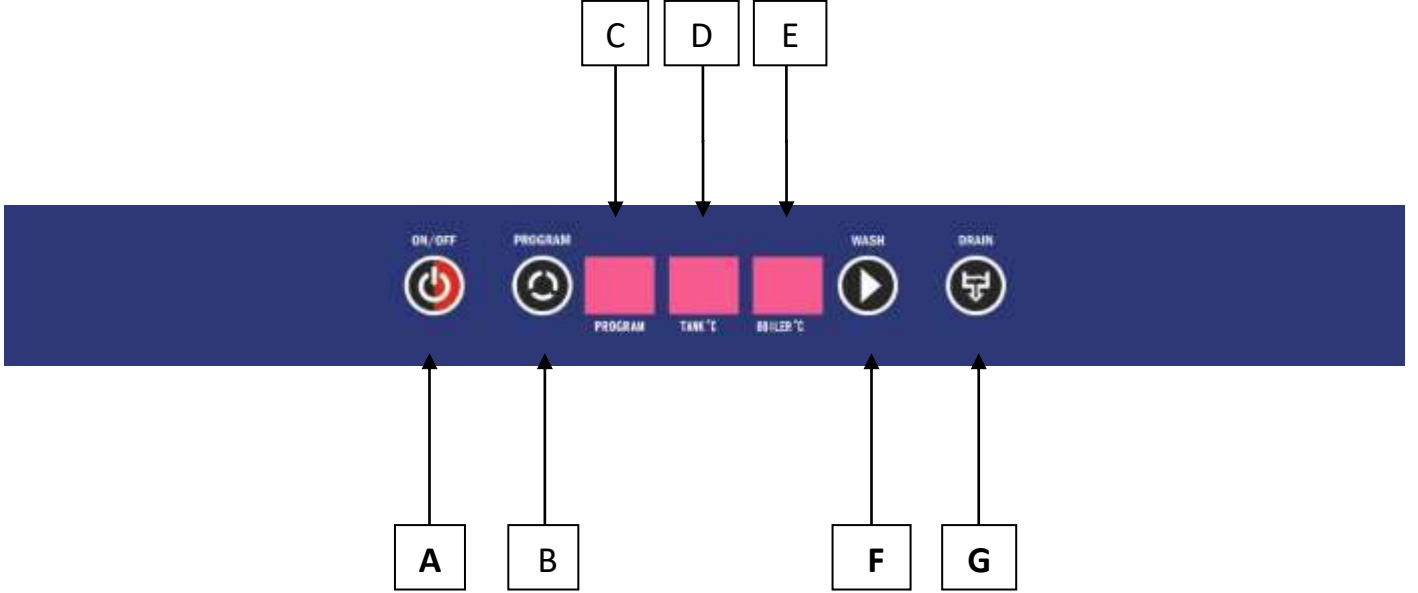 C D E
ON/OFF PROGRAM WASH DRAIN
PROGRAM TANK °C BOILER °C
A B F G